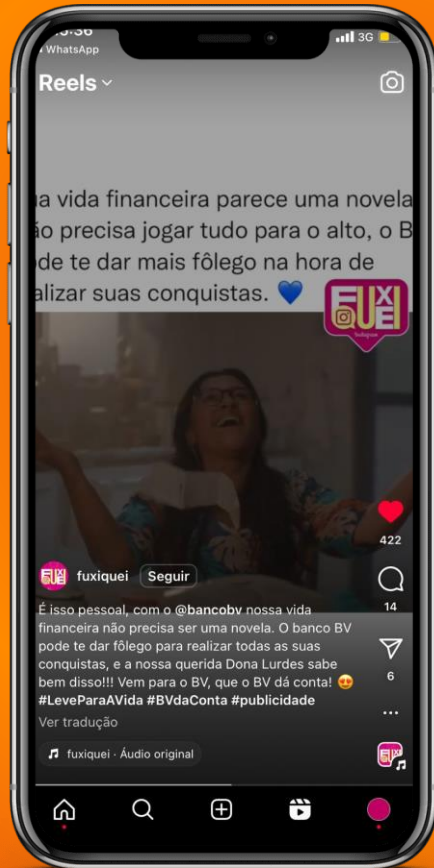 WhatsApp
3G
Reels
vida financeira parece uma novela
precisa jogar tudo para o alto, o
te dar mais fôlego na hora de
suas conquistas. 💙
FUXIQUEI
Instagram
422
fuxiquei Seguir
14
É isso pessoal, com o @bancobv nossa vida
financeira não precisa ser uma novela. O banco BV
pode te dar fôlego para realizar todas as suas
conquistas, e a nossa querida Dona Lurdes sabe
bem disso!!! Vem para o BV, que o BV dá conta! 😍
#LeveParaAVida #BVdaConta #publicidade
6
Ver tradução
fuxiquei · Áudio original